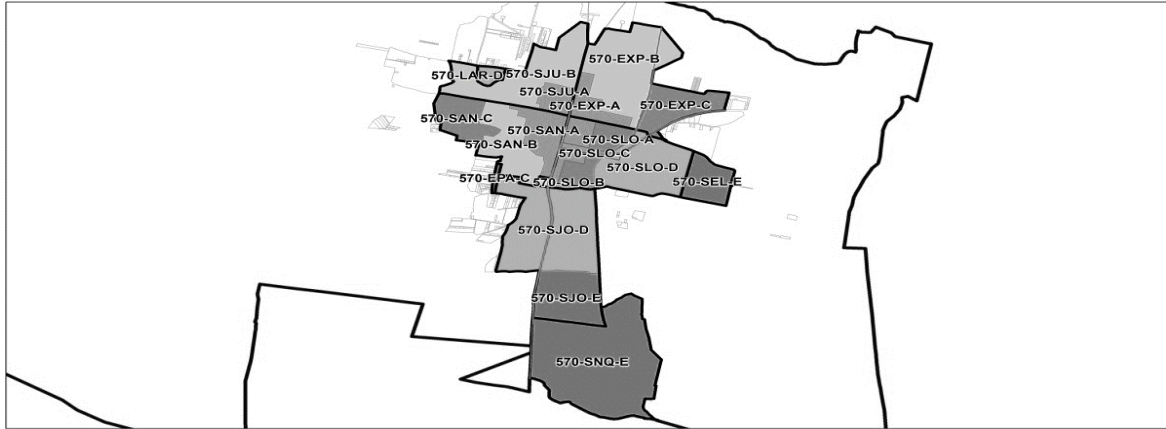 570-EXP-B
570-LAR-D
570-SJU-B
570-SJU-A
570-EXP-A
570-EXP-C
570-SAN-C
570-SAN-A
570-SAN-B
570-SLO-A
570-SLO-C
570-SLO-D
570-EPA-C
570-SLO-B
570-SEL-E
570-SJO-D
570-SJO-E
570-SNQ-E